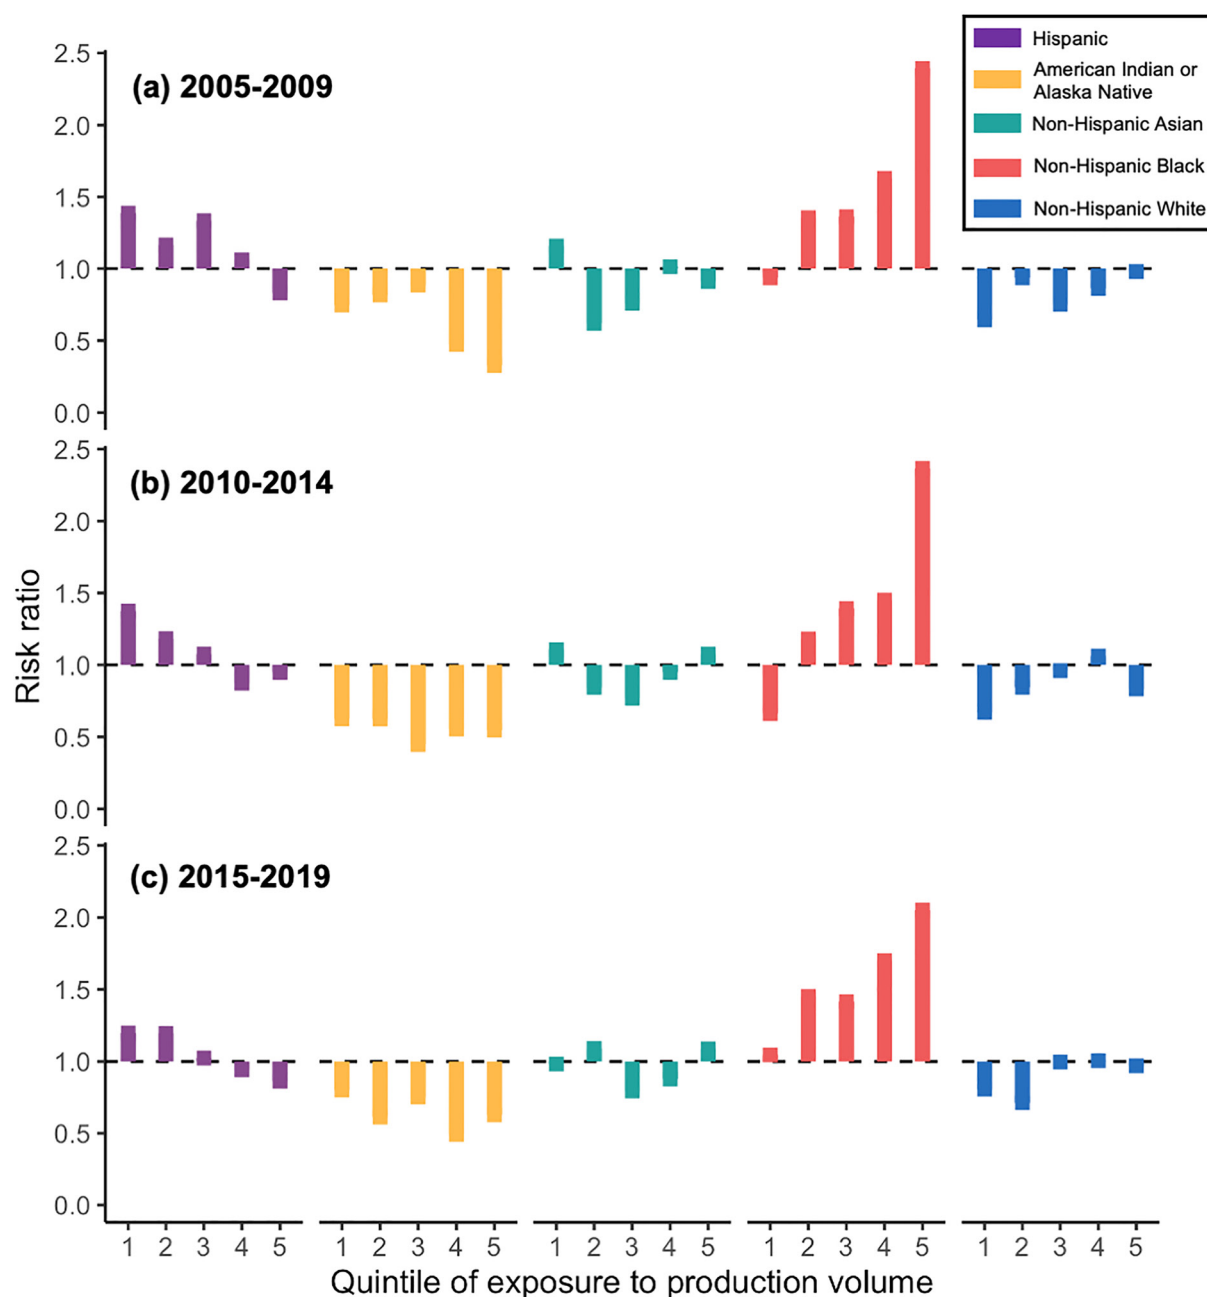 Hispanic
American Indian or
Alaska Native
Non-Hispanic Asian
Non-Hispanic Black
Non-Hispanic White
(a) 2005-2009
2.5
2.0
1.5
1.0
0.5
0.0
(b) 2010-2014
2.5
2.0
1.5
1.0
0.5
0.0
Risk ratio
(c) 2015-2019
2.5
2.0
1.5
1.0
0.5
0.0
1 2 3 4 5 1 2 3 4 5 1 2 3 4 5 1 2 3 4 5 1 2 3 4 5
Quintile of exposure to production volume